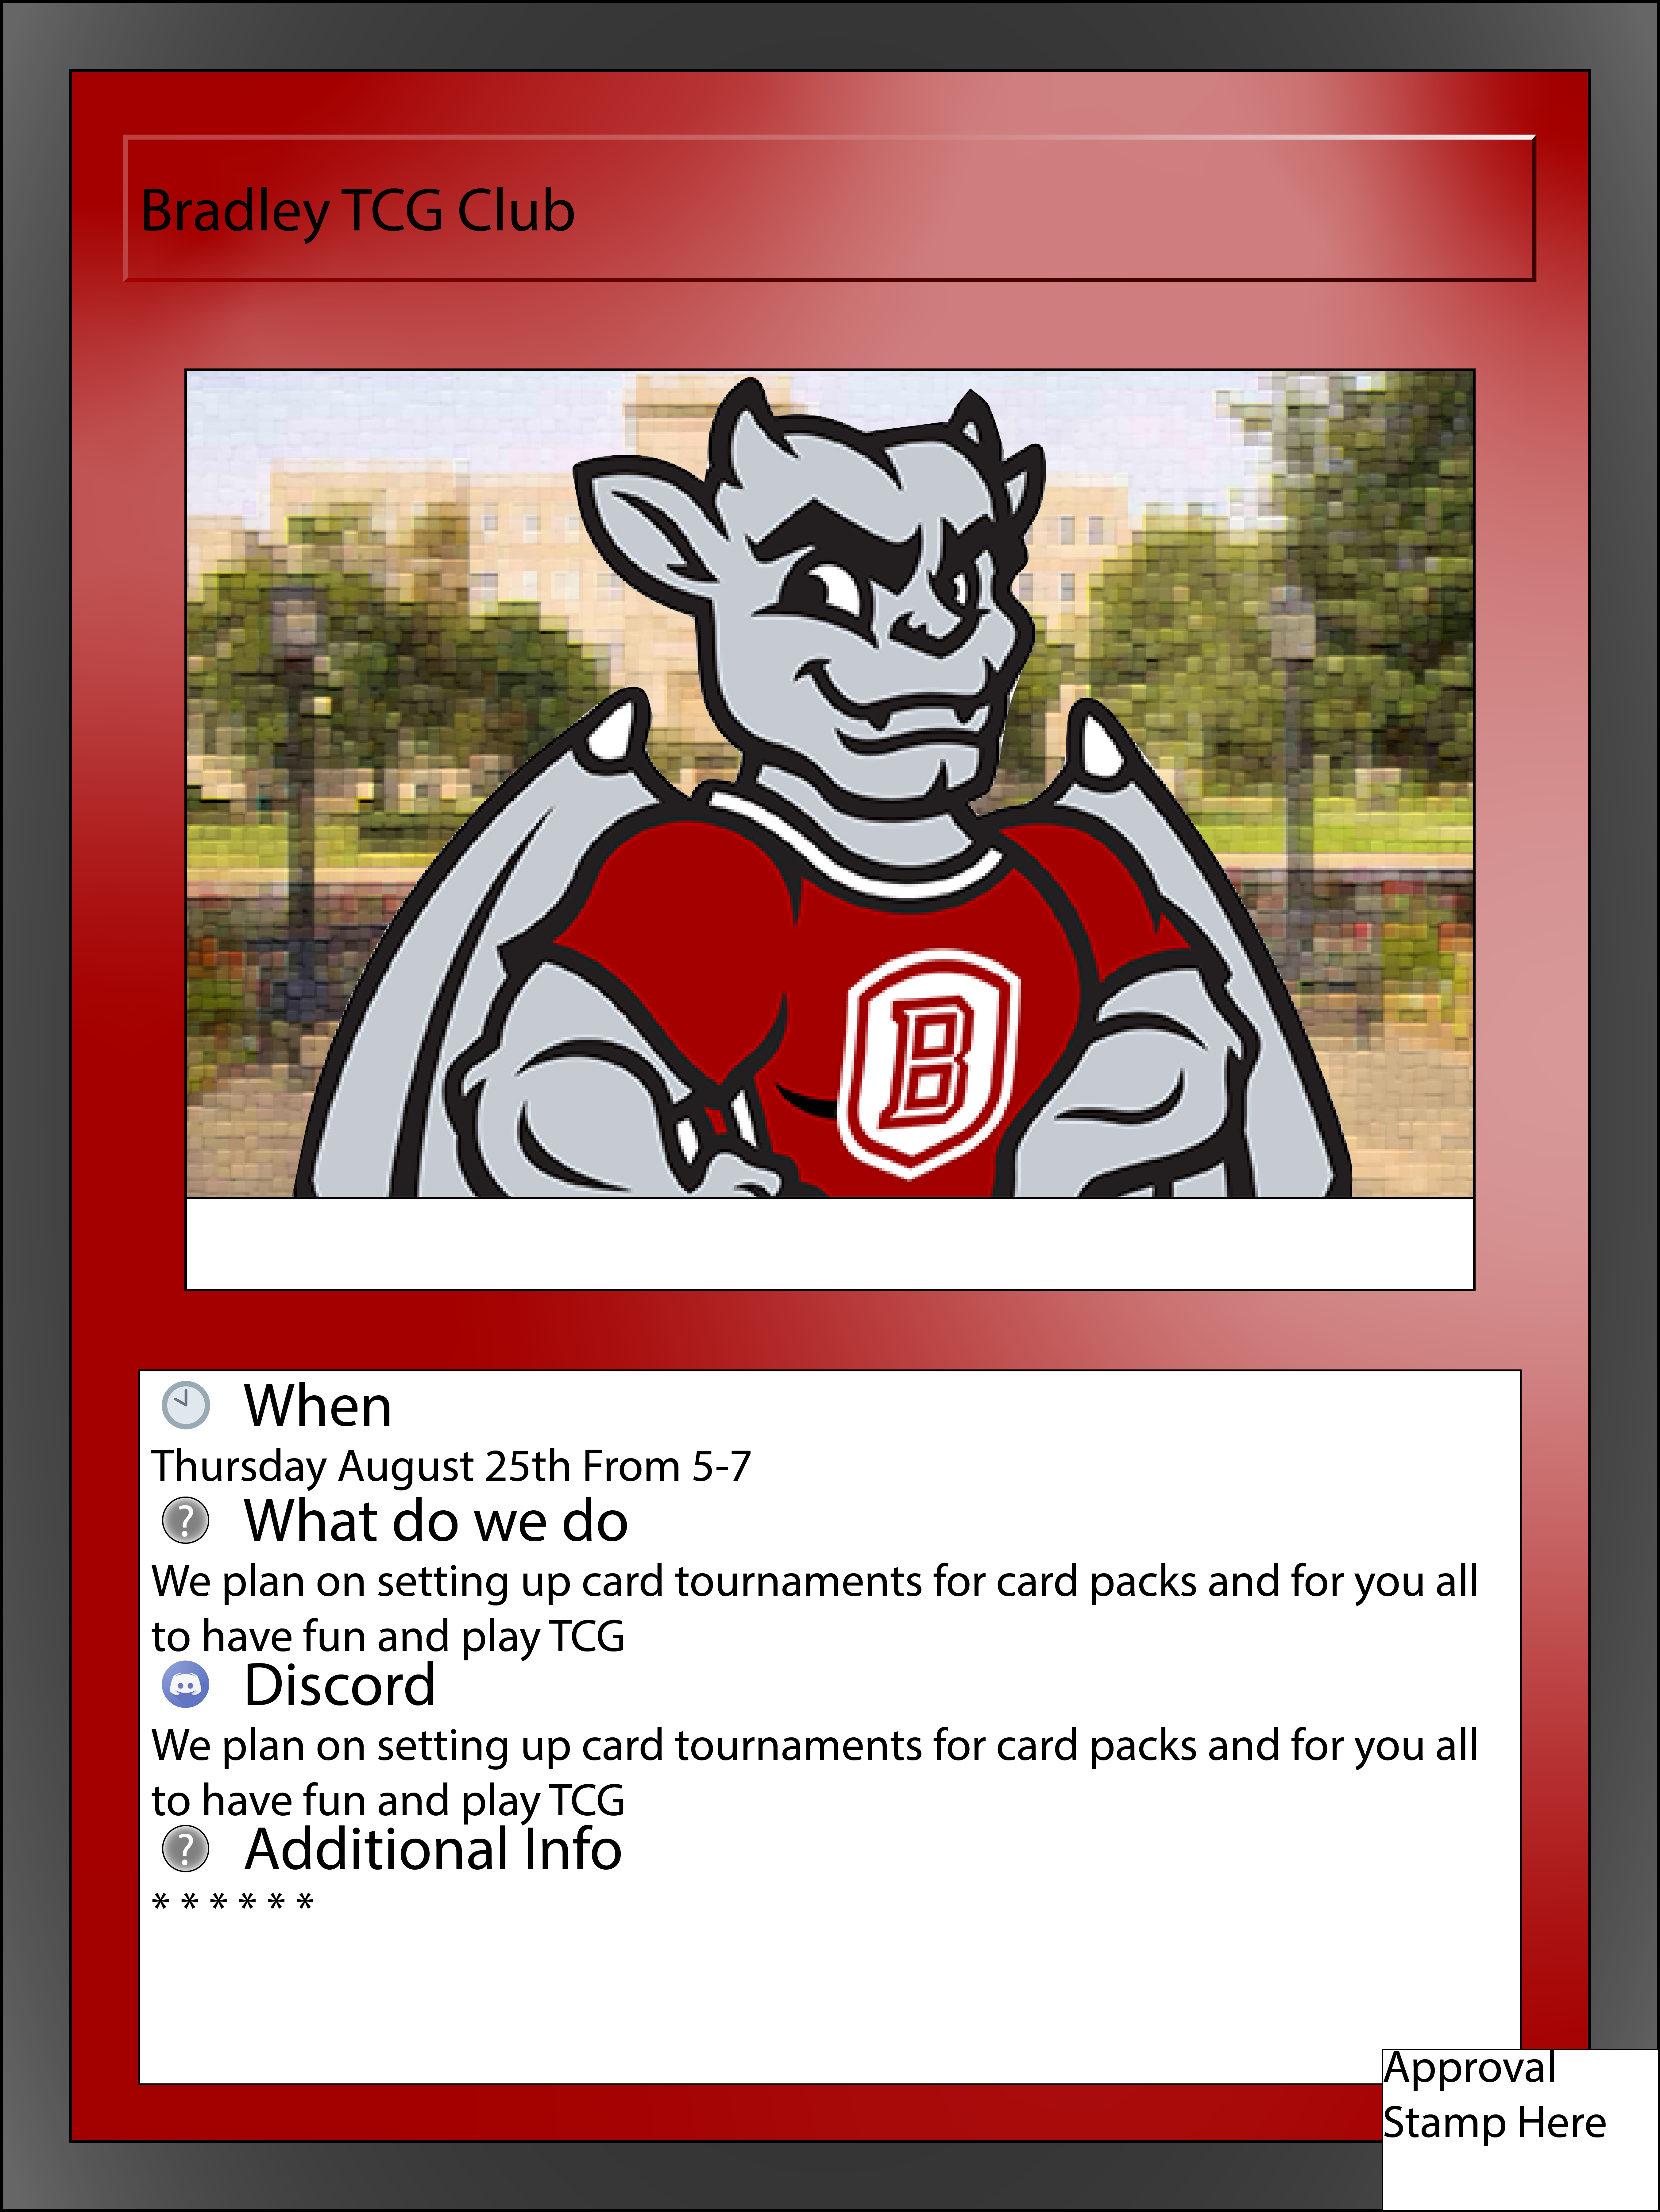 Bradley TCG Club
B
When
Thursday August 25th From 5-7
What do we do
We plan on setting up card tournaments for card packs and for you all
to have fun and play TCG
Discord
We plan on setting up card tournaments for card packs and for you all
to have fun and play TCG
Additional Info
* * * * * *
Approval
Stamp Here